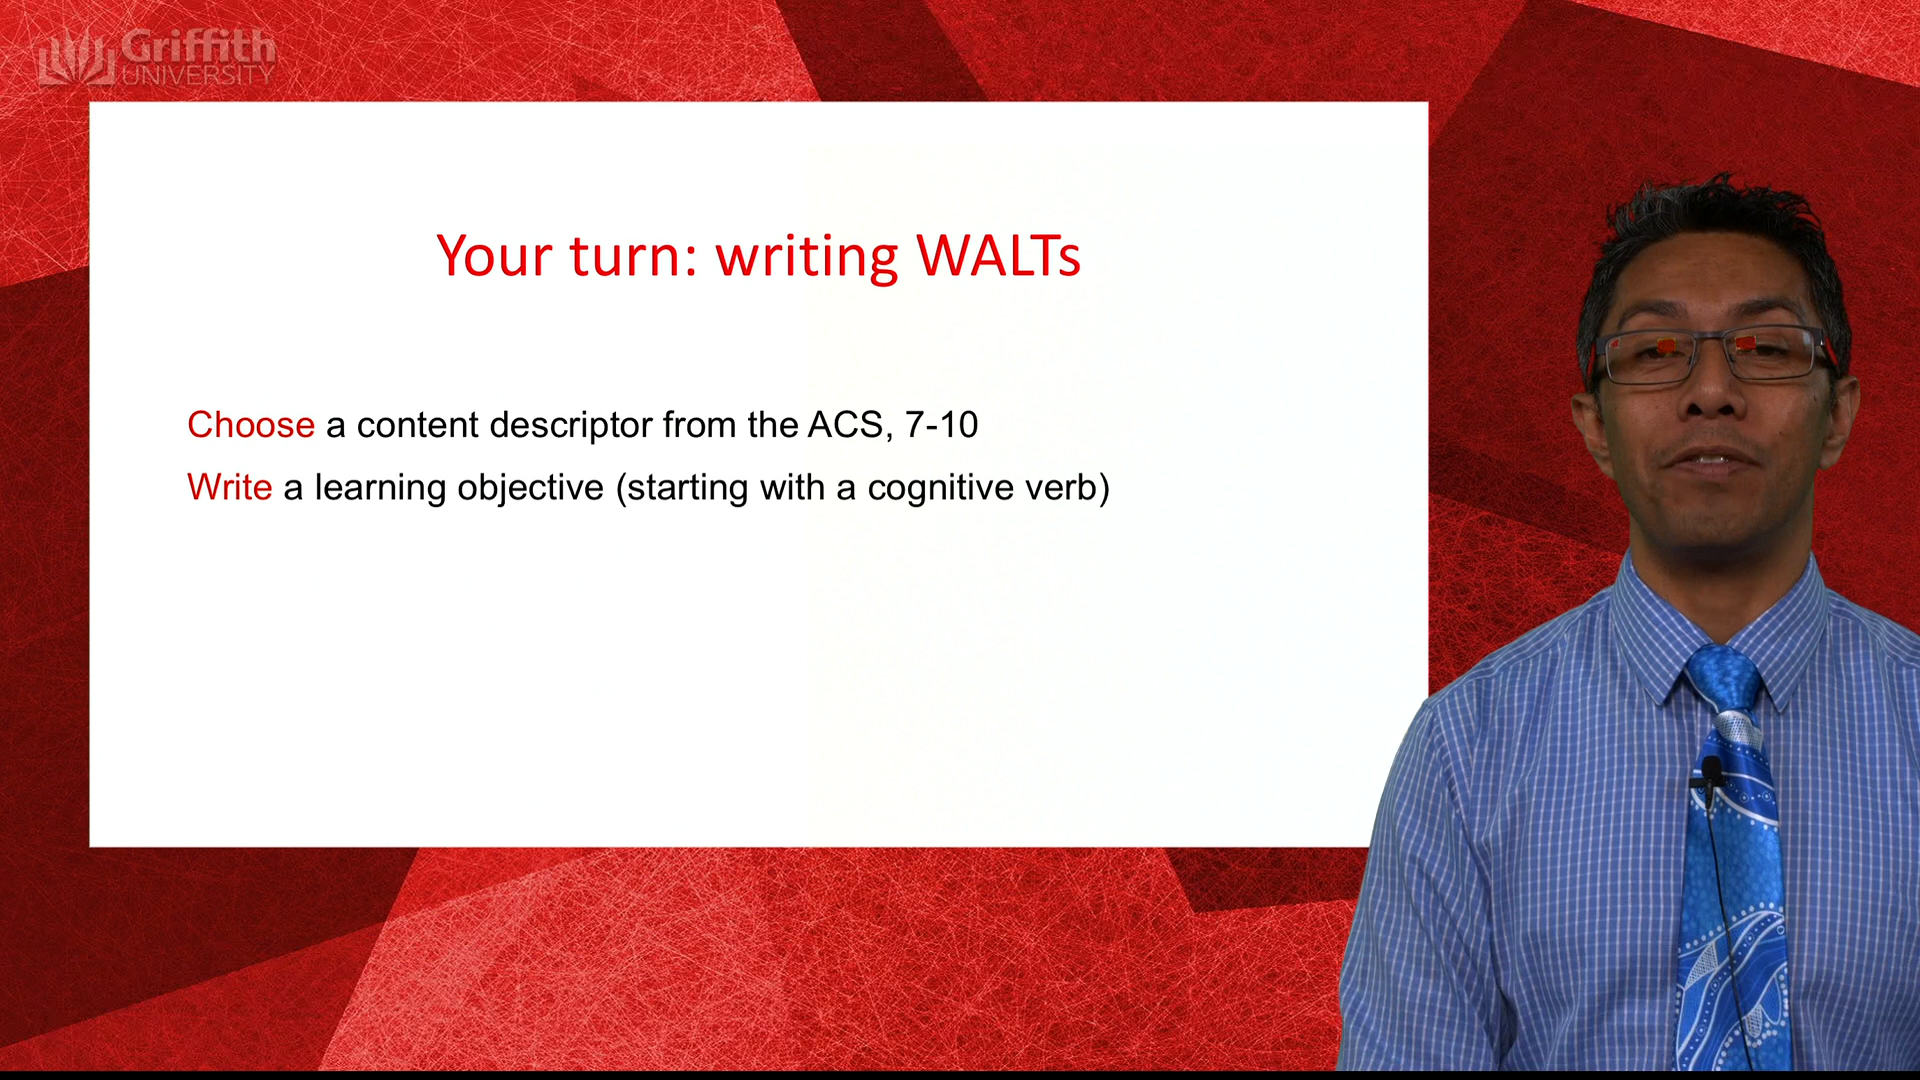 Griffith
UNIVERSITY
Your turn: writing WALTs
Choose a content descriptor from the ACS, 7-10
Write a learning objective (starting with a cognitive verb)